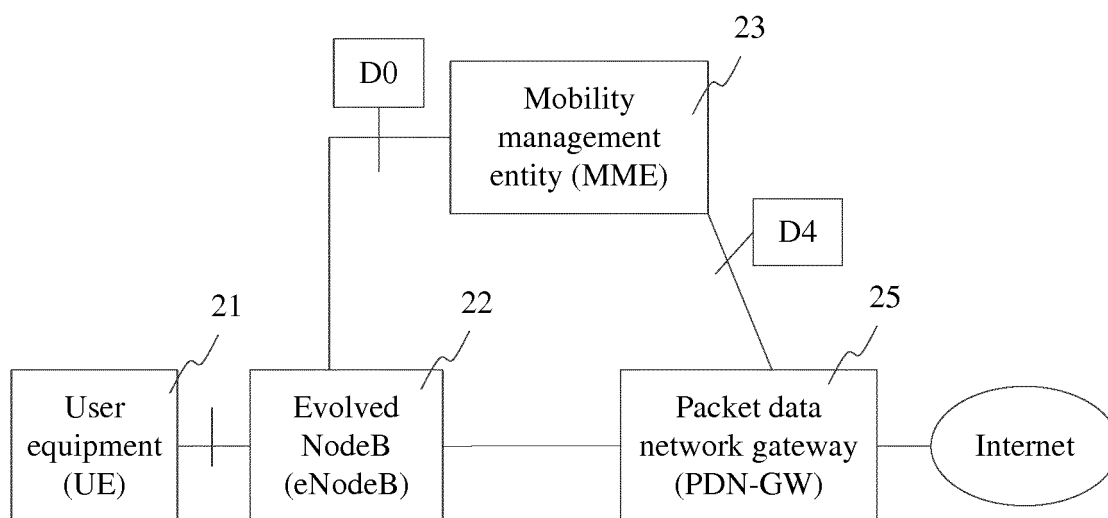 23
D0
Mobility
management
entity (MME)
D4
21
22
25
User
equipment
(UE)
Evolved
NodeB
(eNodeB)
Packet data
network gateway
(PDN-GW)
Internet